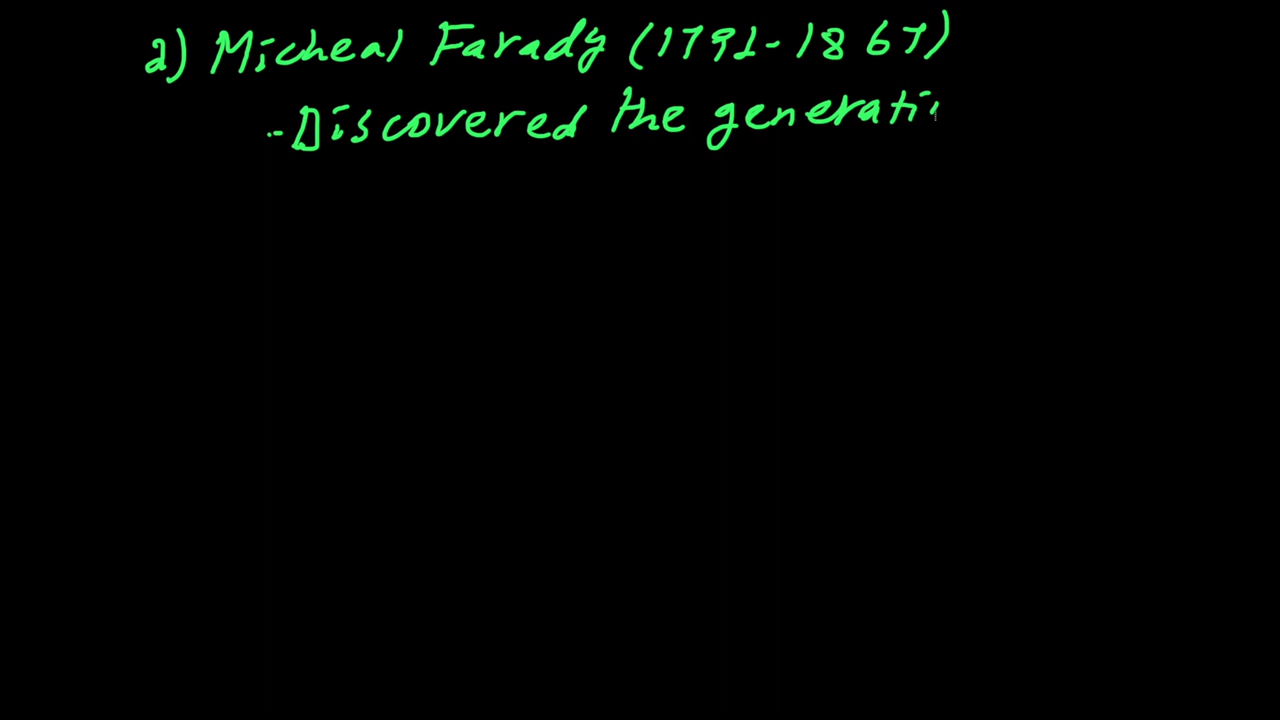 2) Micheal Farady (1791-1867)
- Discovered the generati